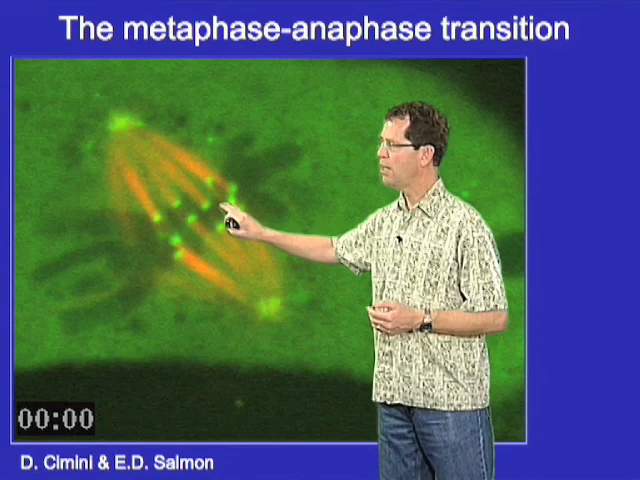 The metaphase-anaphase transition
00:00
D. Cimini & E.D. Salmon